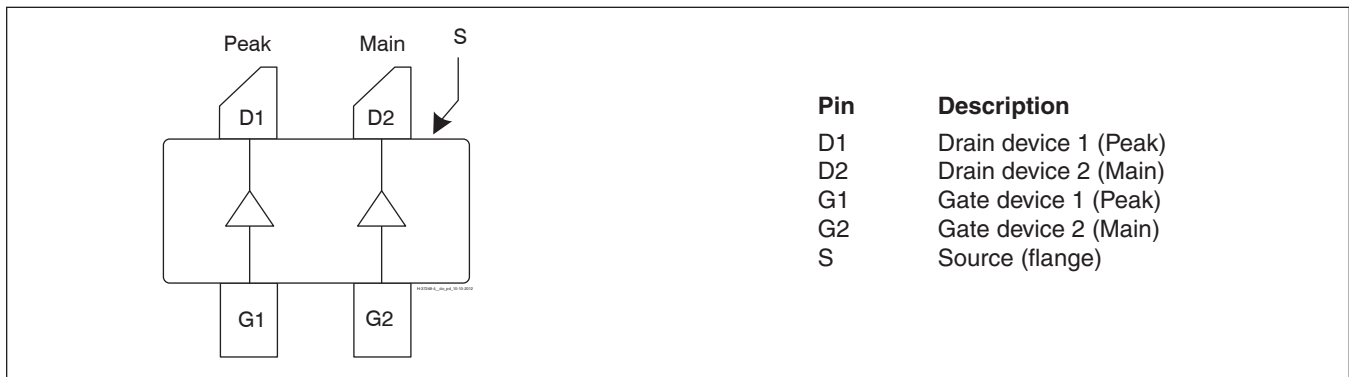 Peak Main S
D1 D2
G1 G2
Pin Description
D1 Drain device 1 (Peak)
D2 Drain device 2 (Main)
G1 Gate device 1 (Peak)
G2 Gate device 2 (Main)
S Source (flange)